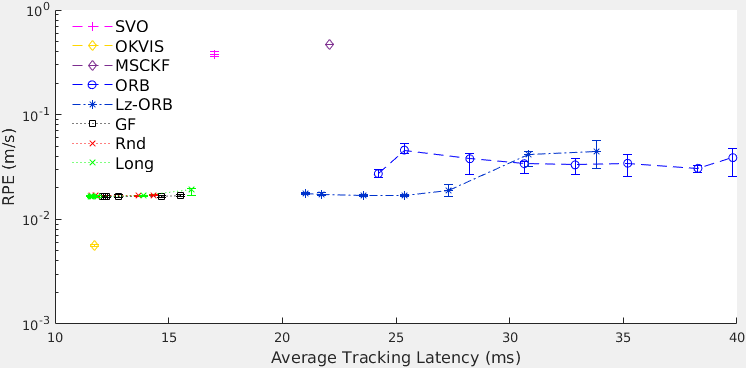 10^0
SVO
OKVIS
MSCKF
ORB
Lz-ORB
GF
Rnd
Long
10^-1
10^-2
10^-3
RPE (m/s)
10 15 20 25 30 35 40
Average Tracking Latency (ms)